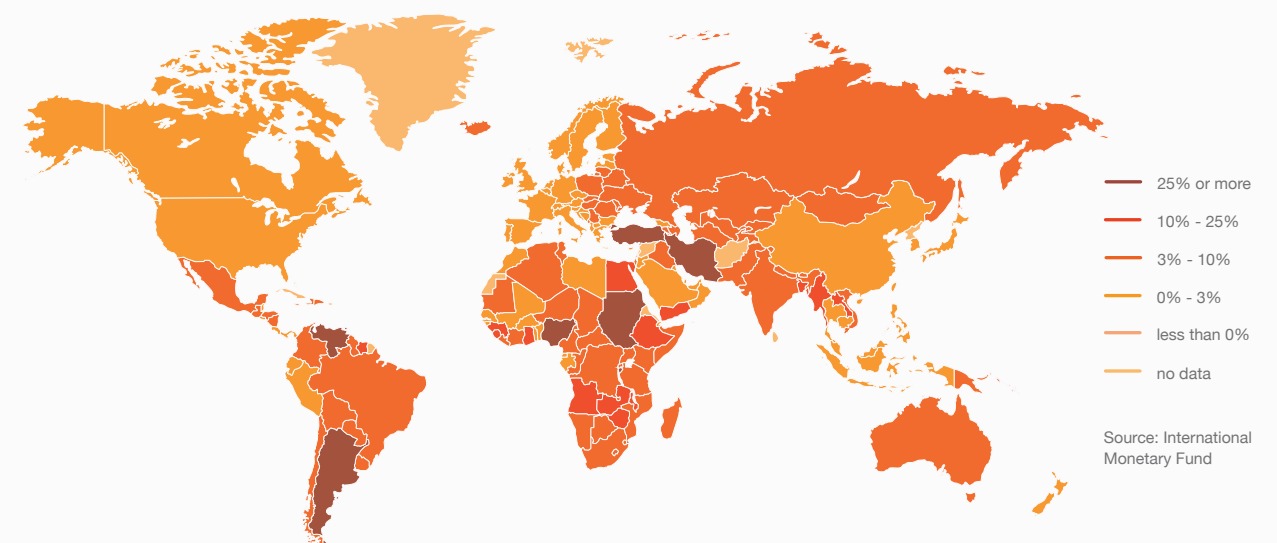 25% or more
10% - 25%
3% - 10%
0% - 3%
less than 0%
no data
Source: International
Monetary Fund